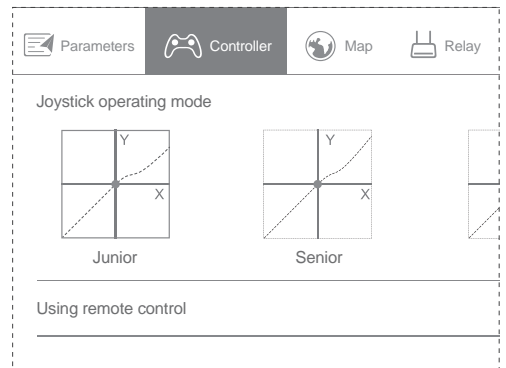 Parameters Controller Map Relay
Joystick operating mode
Y Y
X X
Junior Senior
Using remote control